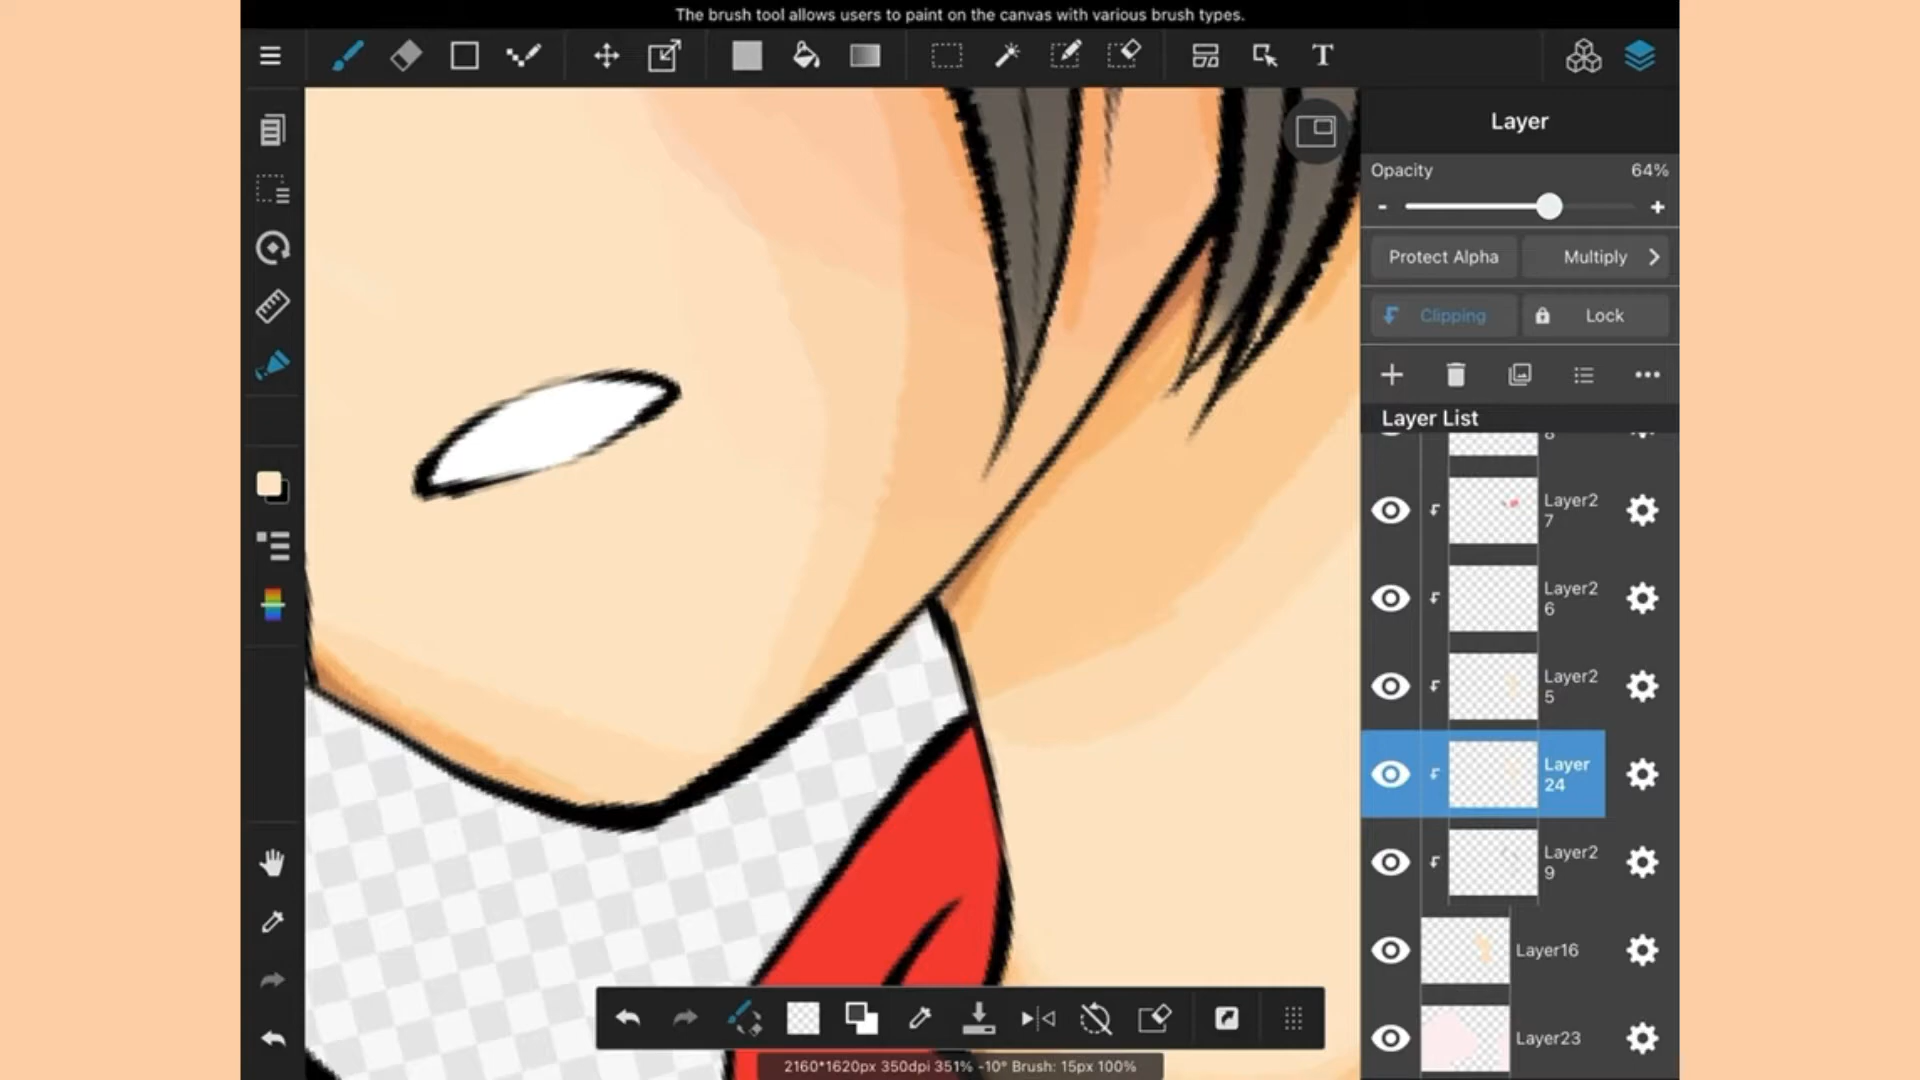 The brush tool allows users to paint on the canvas with various brush types.
T
Layer
Opacity 64%
- +
Protect Alpha Multiply
Clipping Lock
Layer List
8
Layer2
7
Layer2
6
Layer2
5
Layer
24
Layer2
9
Layer16
Layer23
2160*1620px 350dpi 351% -10° Brush: 15px 100%